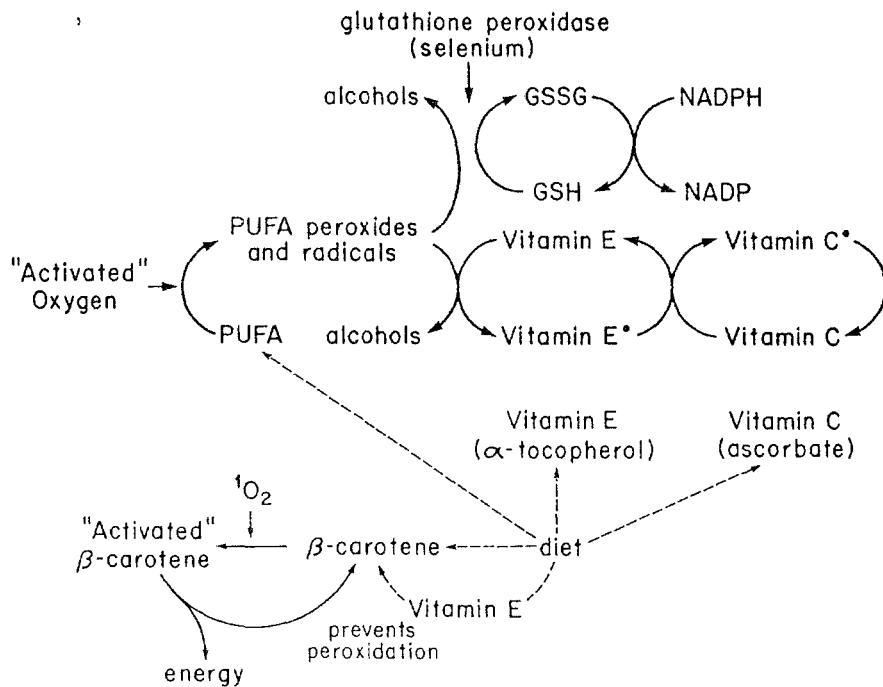 glutathione peroxidase
(selenium)
alcohols
GSSG
NADPH
GSH
NADP
PUFA peroxides
and radicals
Vitamin E
Vitamin C•
"Activated"
Oxygen
PUFA
alcohols
Vitamin E•
Vitamin C
Vitamin E
(α-tocopherol)
Vitamin C
(ascorbate)
¹O₂
"Activated"
β-carotene
β-carotene
diet
Vitamin E
prevents
peroxidation
energy